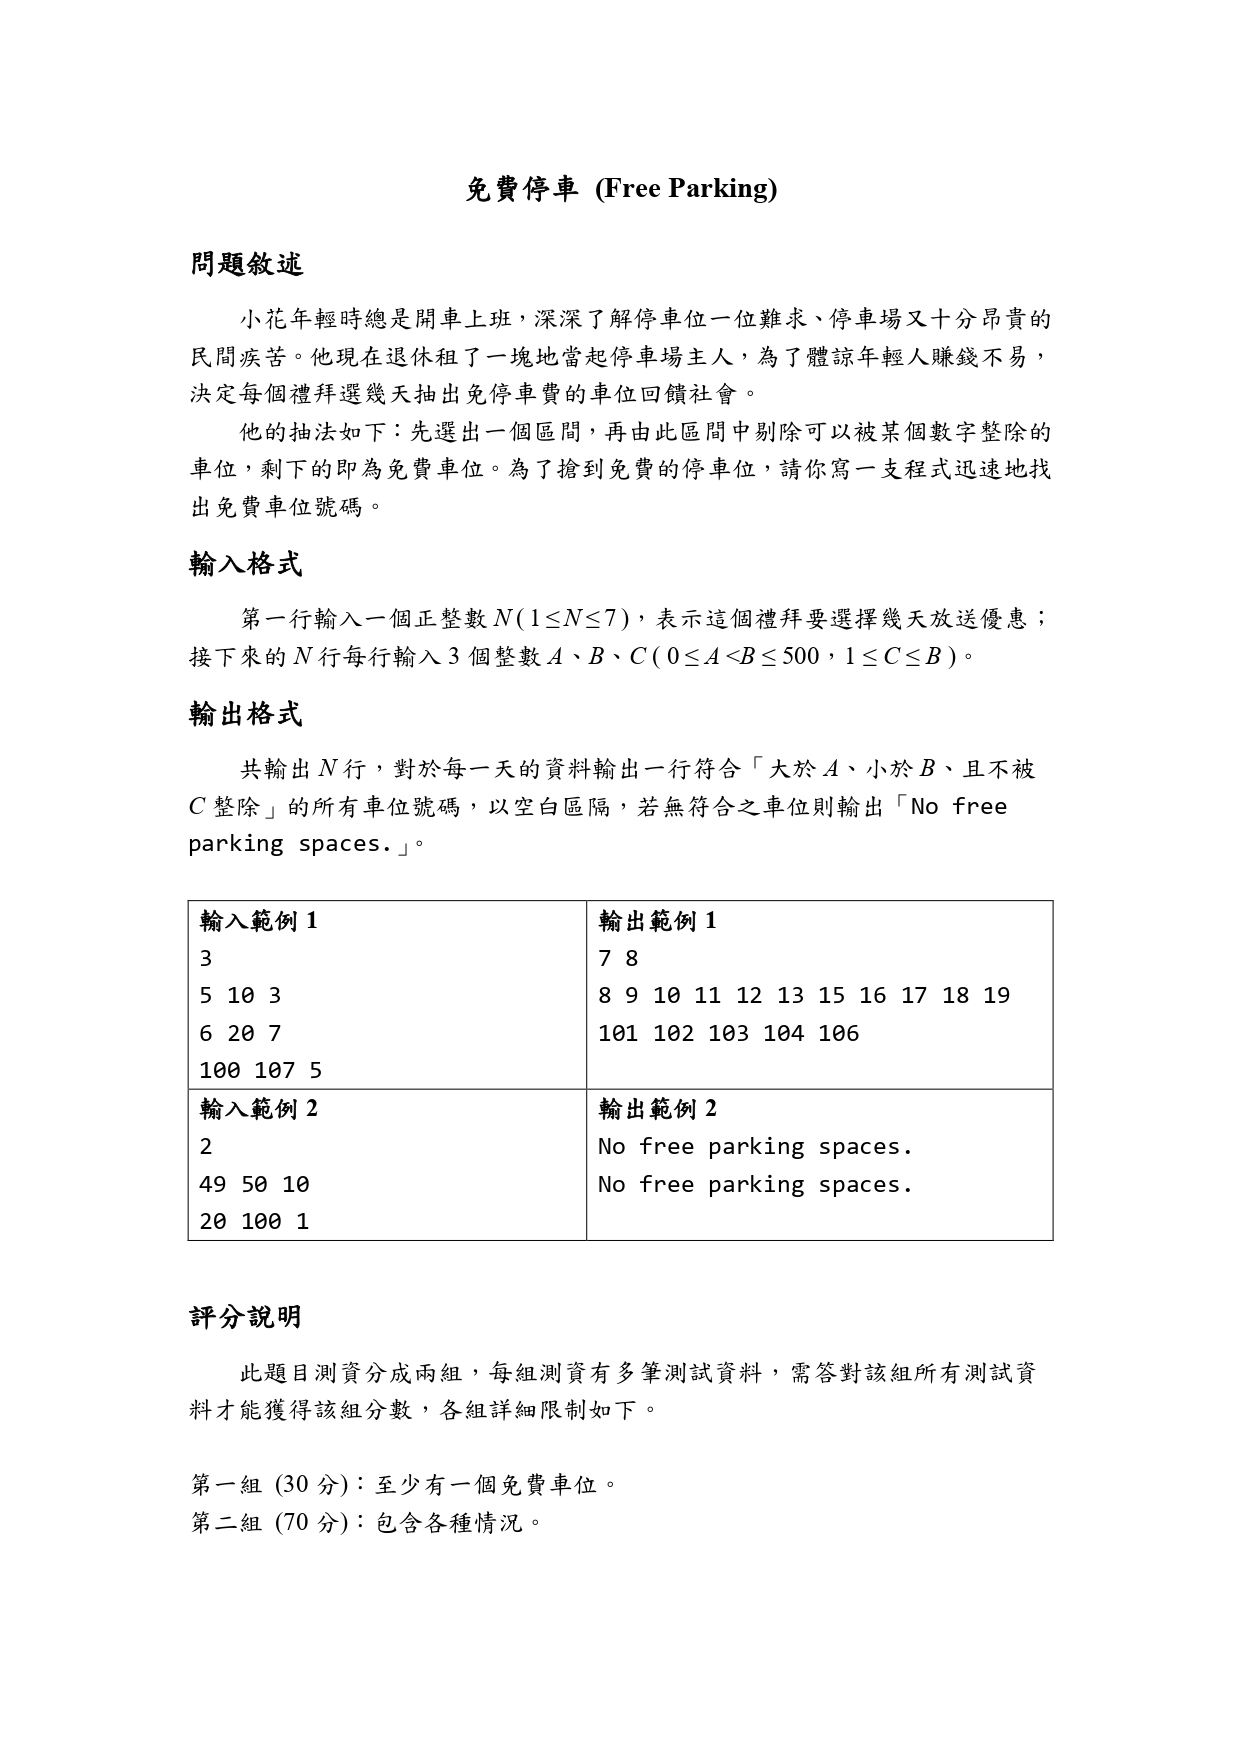 免費停車 (Free Parking)
問題敘述
小花年輕時總是開車上班，深深了解停車位一位難求、停車場又十分昂貴的
民間疾苦。他現在退休租了一塊地當起停車場主人，為了體諒年輕人賺錢不易，
決定每個禮拜選幾天抽出免停車費的車位回饋社會。
他的抽法如下：先選出一個區間，再由此區間中剔除可以被某個數字整除的
車位，剩下的即為免費車位。為了搶到免費的停車位，請你寫一支程式迅速地找
出免費車位號碼。
輸入格式
第一行輸入一個正整數 N( 1≤N≤7 )，表示這個禮拜要選擇幾天放送優惠；
接下來的 N 行每行輸入 3 個整數 A、B、C ( 0≤A<B≤500，1≤C≤B )。
輸出格式
共輸出 N 行，對於每一天的資料輸出一行符合「大於 A、小於 B、且不被
C 整除」的所有車位號碼，以空白區隔，若無符合之車位則輸出「No free
parking spaces.」。
輸入範例 1
3
5 10 3
6 20 7
100 107 5
輸出範例 1
7 8
8 9 10 11 12 13 15 16 17 18 19
101 102 103 104 106
輸入範例 2
2
49 50 10
20 100 1
輸出範例 2
No free parking spaces.
No free parking spaces.
評分說明
此題目測資分成兩組，每組測資有多筆測試資料，需答對該組所有測試資
料才能獲得該組分數，各組詳細限制如下。
第一組 (30 分)：至少有一個免費車位。
第二組 (70 分)：包含各種情況。